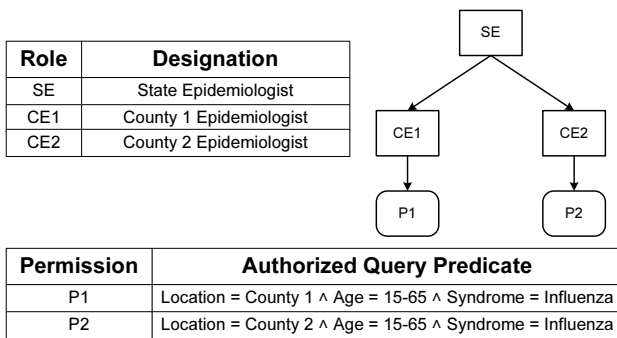 SE
Role Designation
SE State Epidemiologist
CE1 County 1 Epidemiologist
CE2 County 2 Epidemiologist
CE1 CE2
P1 P2
Permission Authorized Query Predicate
P1 Location = County 1 ∧ Age = 15-65 ∧ Syndrome = Influenza
P2 Location = County 2 ∧ Age = 15-65 ∧ Syndrome = Influenza